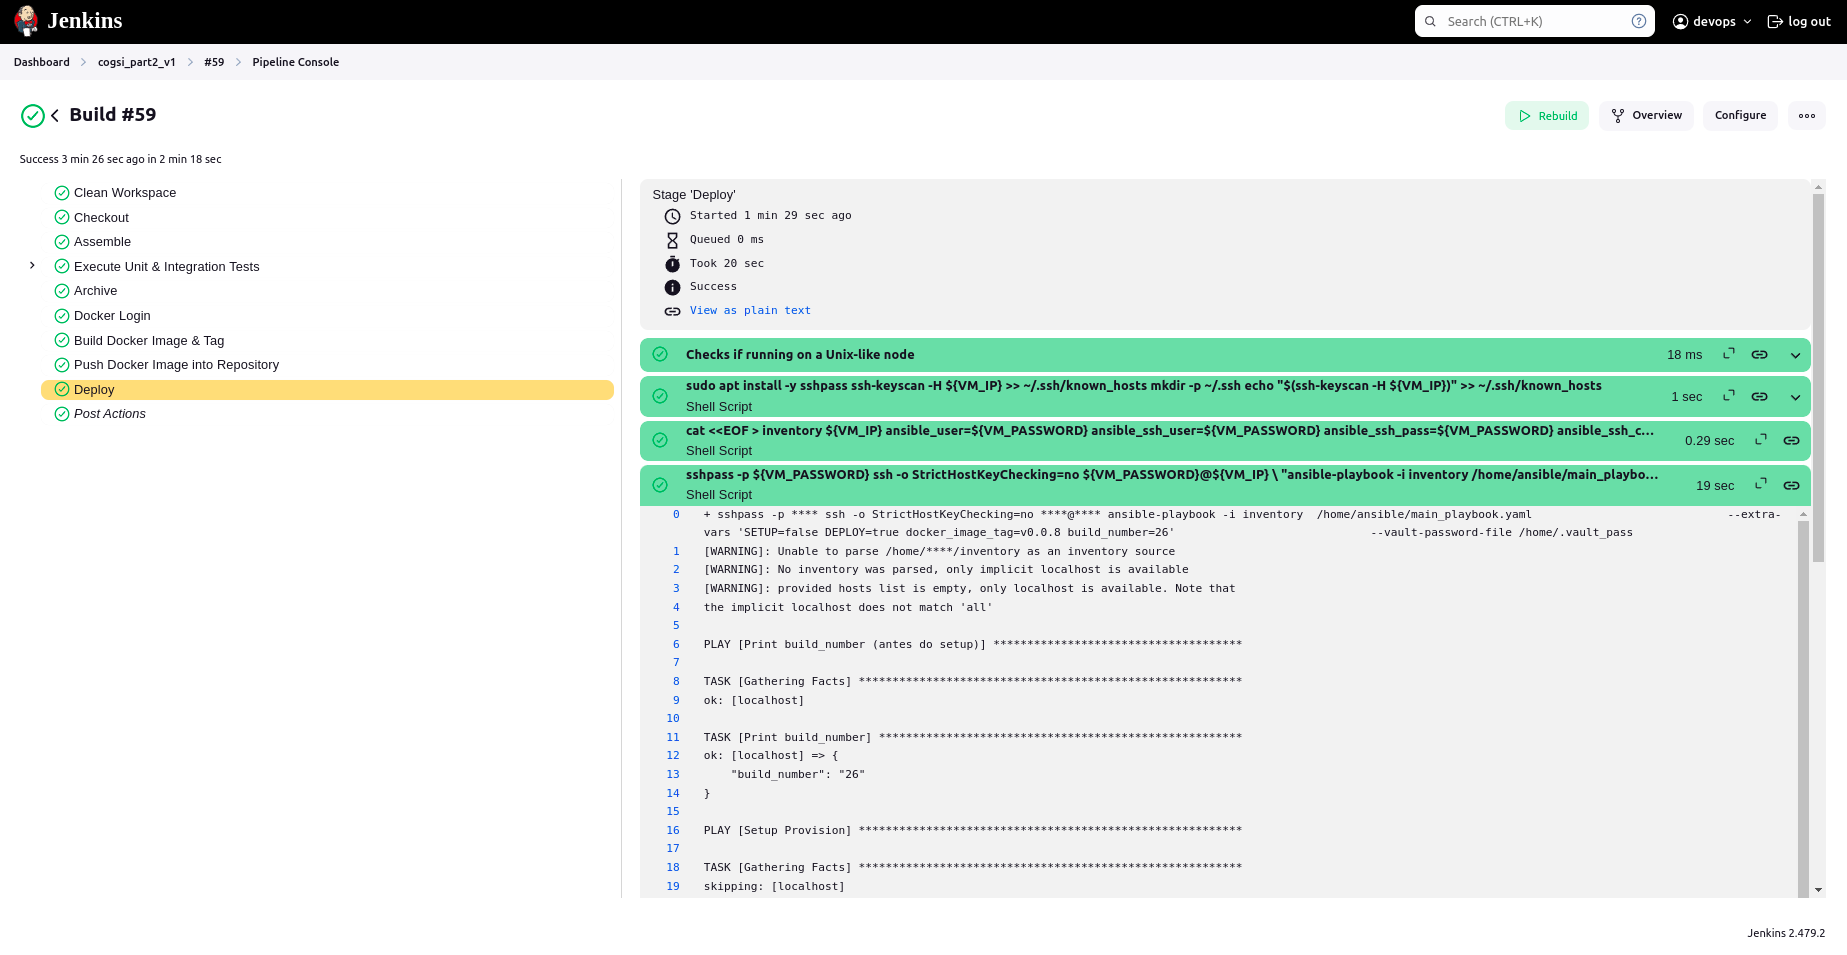 Jenkins
Search (CTRL+K)
devops
log out
Dashboard > cogsi_part2_v1 > #59 > Pipeline Console
Build #59
Rebuild
Overview
Configure
Success 3 min 26 sec ago in 2 min 18 sec
Clean Workspace
Checkout
Assemble
Execute Unit & Integration Tests
Archive
Docker Login
Build Docker Image & Tag
Push Docker Image into Repository
Deploy
Post Actions
Stage 'Deploy'
Started 1 min 29 sec ago
Queued 0 ms
Took 20 sec
Success
View as plain text
Checks if running on a Unix-like node 18 ms
sudo apt install -y sshpass ssh-keyscan -H ${VM_IP} >> ~/.ssh/known_hosts mkdir -p ~/.ssh echo "$(ssh-keyscan -H ${VM_IP})" >> ~/.ssh/known_hosts
Shell Script
1 sec
cat <<EOF > inventory ${VM_IP} ansible_user=${VM_PASSWORD} ansible_ssh_user=${VM_PASSWORD} ansible_ssh_pass=${VM_PASSWORD} ansible_ssh_c...
Shell Script
0.29 sec
sshpass -p ${VM_PASSWORD} ssh -o StrictHostKeyChecking=no ${VM_PASSWORD}@${VM_IP} \ "ansible-playbook -i inventory /home/ansible/main_playbo...
Shell Script
19 sec
0 + sshpass -p **** ssh -o StrictHostKeyChecking=no ****@**** ansible-playbook -i inventory  /home/ansible/main_playbook.yaml --extra-
vars 'SETUP=false DEPLOY=true docker_image_tag=v0.0.8 build_number=26' --vault-password-file /home/.vault_pass
1 [WARNING]: Unable to parse /home/****/inventory as an inventory source
2 [WARNING]: No inventory was parsed, only implicit localhost is available
3 [WARNING]: provided hosts list is empty, only localhost is available. Note that
4 the implicit localhost does not match 'all'
5
6 PLAY [Print build_number (antes do setup)] *************************************
7
8 TASK [Gathering Facts] *********************************************************
9 ok: [localhost]
10
11 TASK [Print build_number] ******************************************************
12 ok: [localhost] => {
13     "build_number": "26"
14 }
15
16 PLAY [Setup Provision] *********************************************************
17
18 TASK [Gathering Facts] *********************************************************
19 skipping: [localhost]
Jenkins 2.479.2